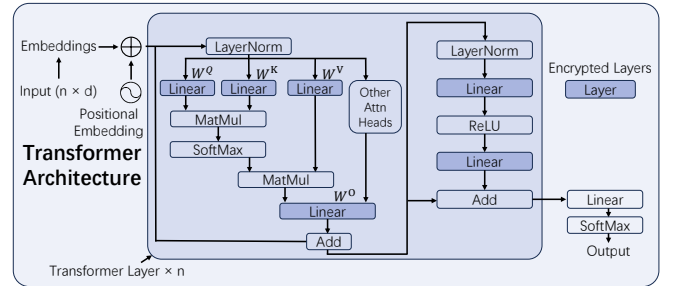 Embeddings
Input (n × d)
Positional
Embedding
Transformer
Architecture
Transformer Layer × n
LayerNorm
W^Q
W^K
W^V
Linear
Linear
Linear
Other
Attn
Heads
MatMul
SoftMax
MatMul
W^O
Linear
Add
LayerNorm
Linear
ReLU
Linear
Add
Encrypted Layers
Layer
Linear
SoftMax
Output